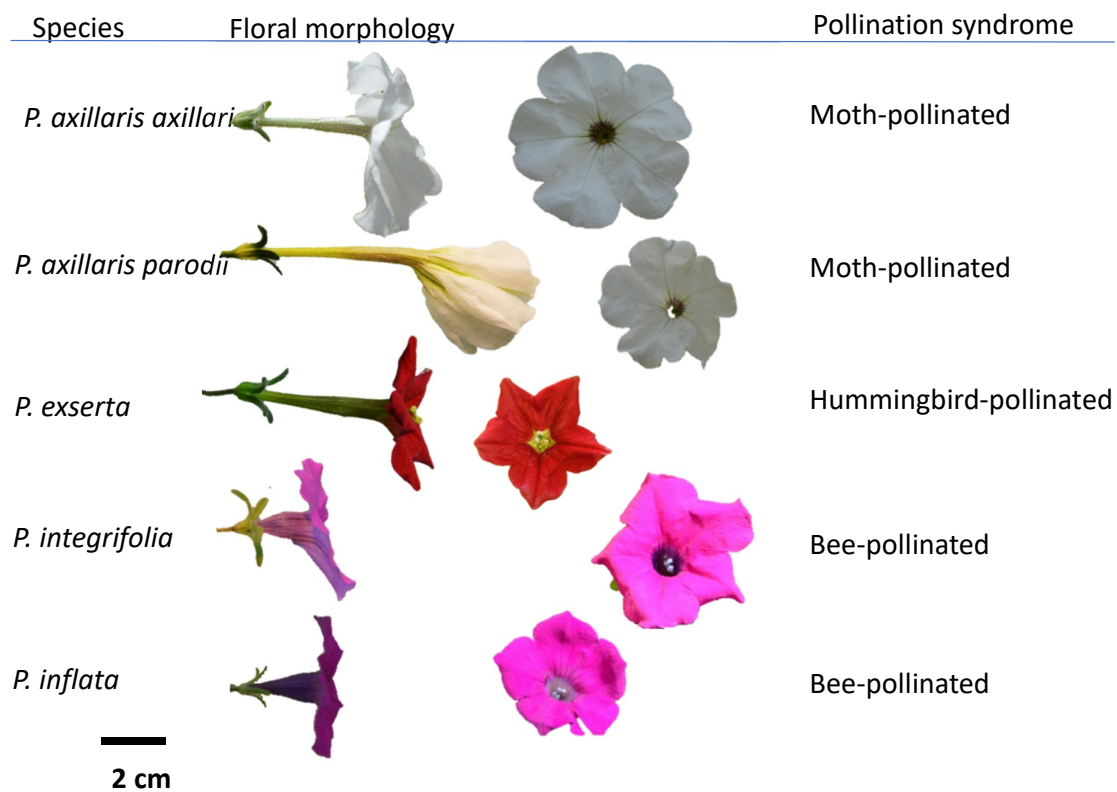 Species Floral morphology Pollination syndrome
P. axillaris axillari Moth-pollinated
P. axillaris parodii Moth-pollinated
P. exserta Hummingbird-pollinated
P. integrifolia Bee-pollinated
P. inflata Bee-pollinated
2 cm